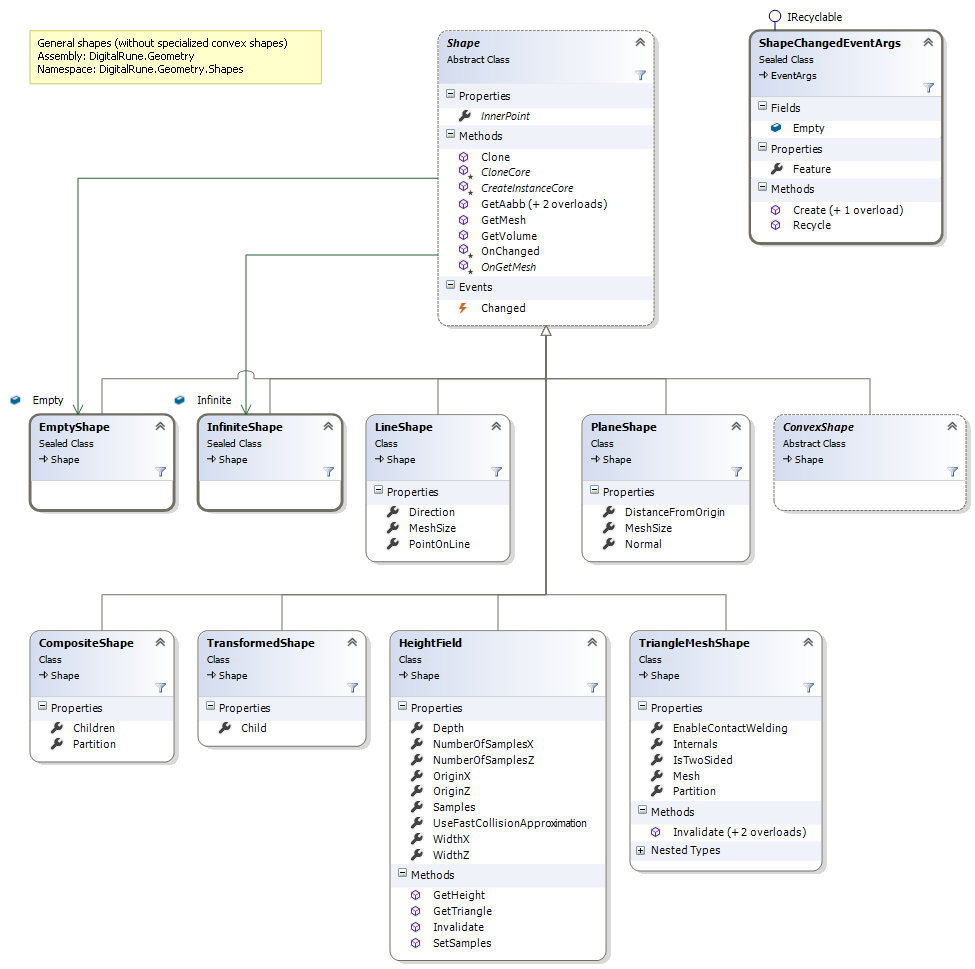 General shapes (without specialized convex shapes)
Assembly: DigitalRune.Geometry
Namespace: DigitalRune.Geometry.Shapes
Shape
Abstract Class
Properties
InnerPoint
Methods
Clone
CloneCore
CreateInstanceCore
GetAabb (+ 2 overloads)
GetMesh
GetVolume
OnChanged
OnGetMesh
Events
Changed
IRecyclable
ShapeChangedEventArgs
Sealed Class
EventArgs
Fields
Empty
Properties
Feature
Methods
Create (+ 1 overload)
Recycle
Empty
EmptyShape
Sealed Class
Shape
Infinite
InfiniteShape
Sealed Class
Shape
LineShape
Class
Shape
Properties
Direction
MeshSize
PointOnLine
PlaneShape
Class
Shape
Properties
DistanceFromOrigin
MeshSize
Normal
ConvexShape
Abstract Class
Shape
CompositeShape
Class
Shape
Properties
Children
Partition
TransformedShape
Class
Shape
Properties
Child
HeightField
Class
Shape
Properties
Depth
NumberOfSamplesX
NumberOfSamplesZ
OriginX
OriginZ
Samples
UseFastCollisionApproximation
WidthX
WidthZ
Methods
GetHeight
GetTriangle
Invalidate
SetSamples
TriangleMeshShape
Class
Shape
Properties
EnableContactWelding
Internals
IsTwoSided
Mesh
Partition
Methods
Invalidate (+ 2 overloads)
Nested Types